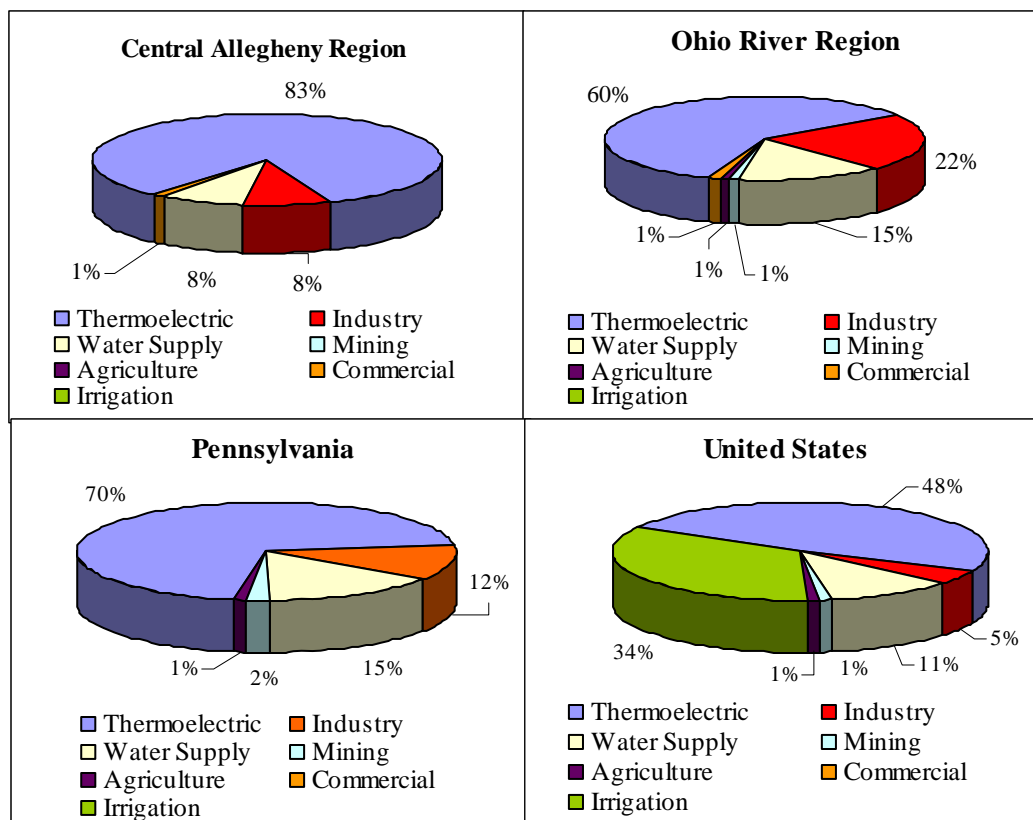 Central Allegheny Region
83%
1%
8%
8%
Thermoelectric Industry
Water Supply Mining
Agriculture Commercial
Irrigation
Ohio River Region
60%
22%
1%
1%
1%
15%
Thermoelectric Industry
Water Supply Mining
Agriculture Commercial
Irrigation
Pennsylvania
70%
12%
1%
2%
15%
Thermoelectric Industry
Water Supply Mining
Agriculture Commercial
Irrigation
United States
48%
34%
1%
1%
11%
5%
Thermoelectric Industry
Water Supply Mining
Agriculture Commercial
Irrigation